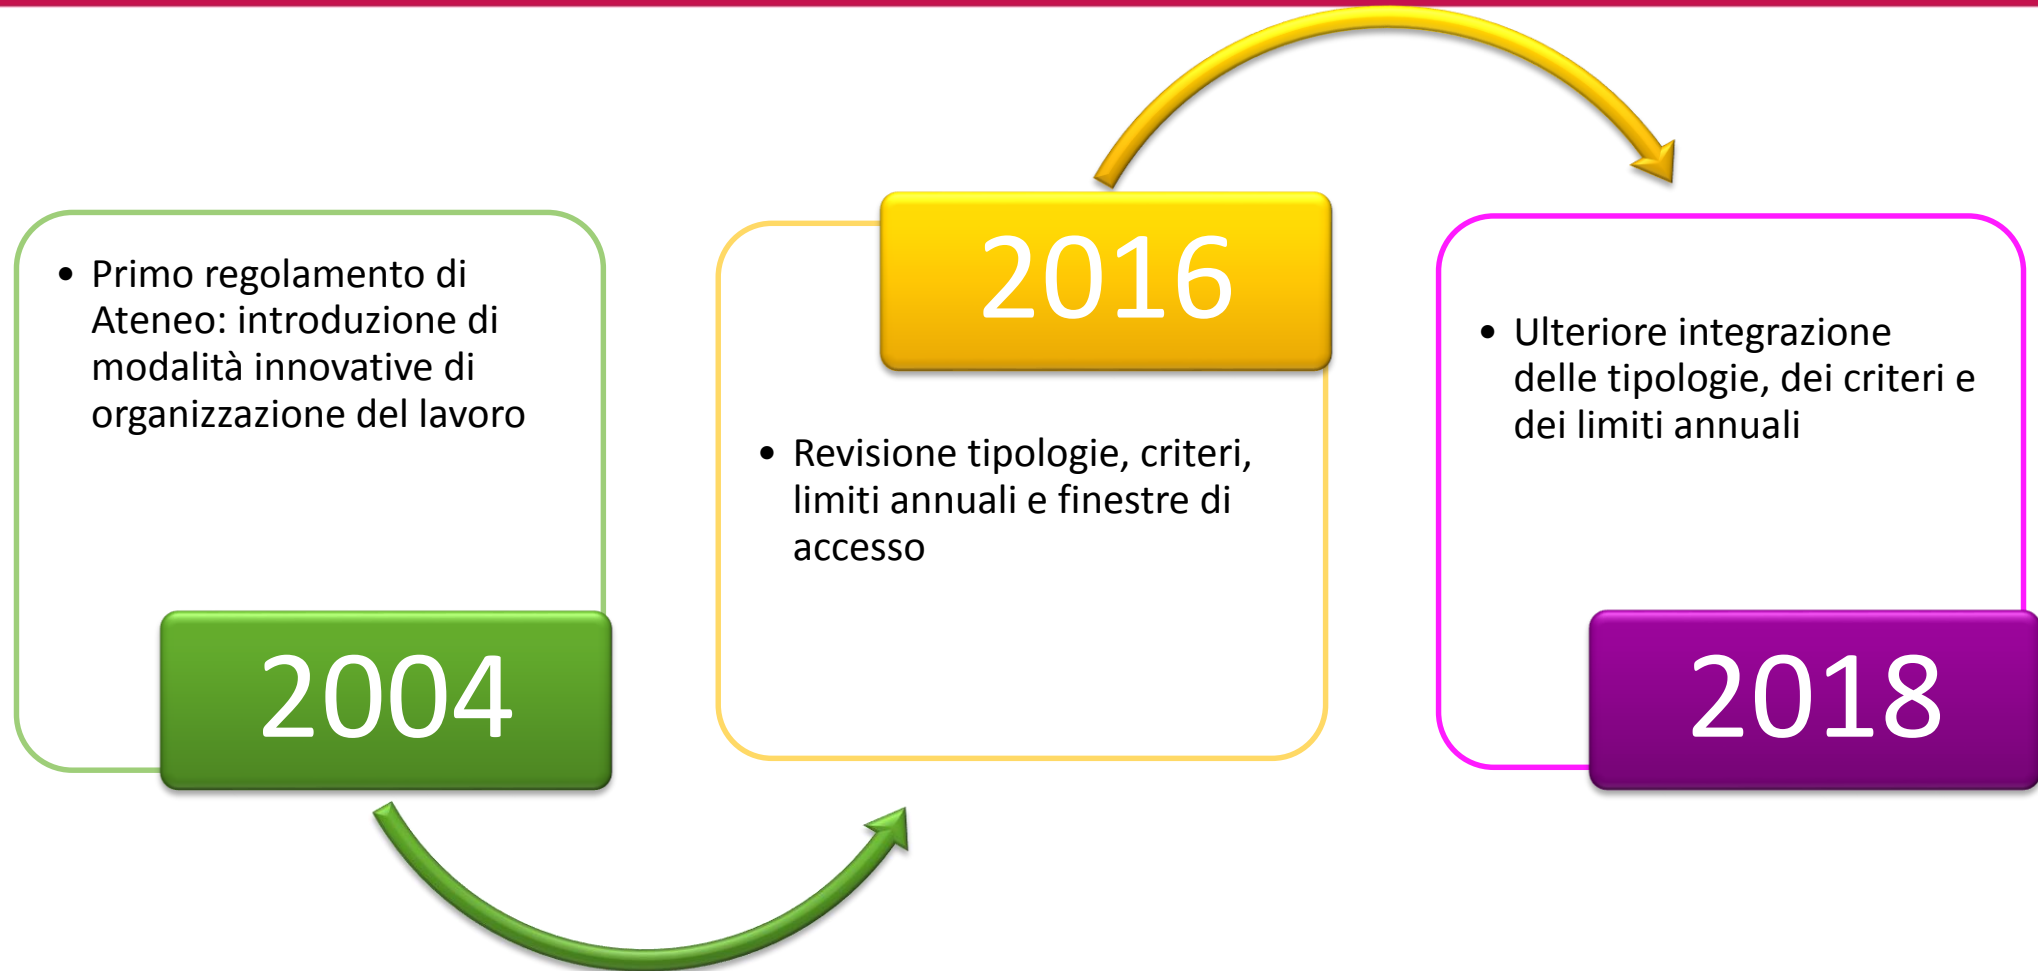 • Primo regolamento di
Ateneo: introduzione di
modalità innovative di
organizzazione del lavoro
2004
2016
• Revisione tipologie, criteri,
limiti annuali e finestre di
accesso
• Ulteriore integrazione
delle tipologie, dei criteri e
dei limiti annuali
2018